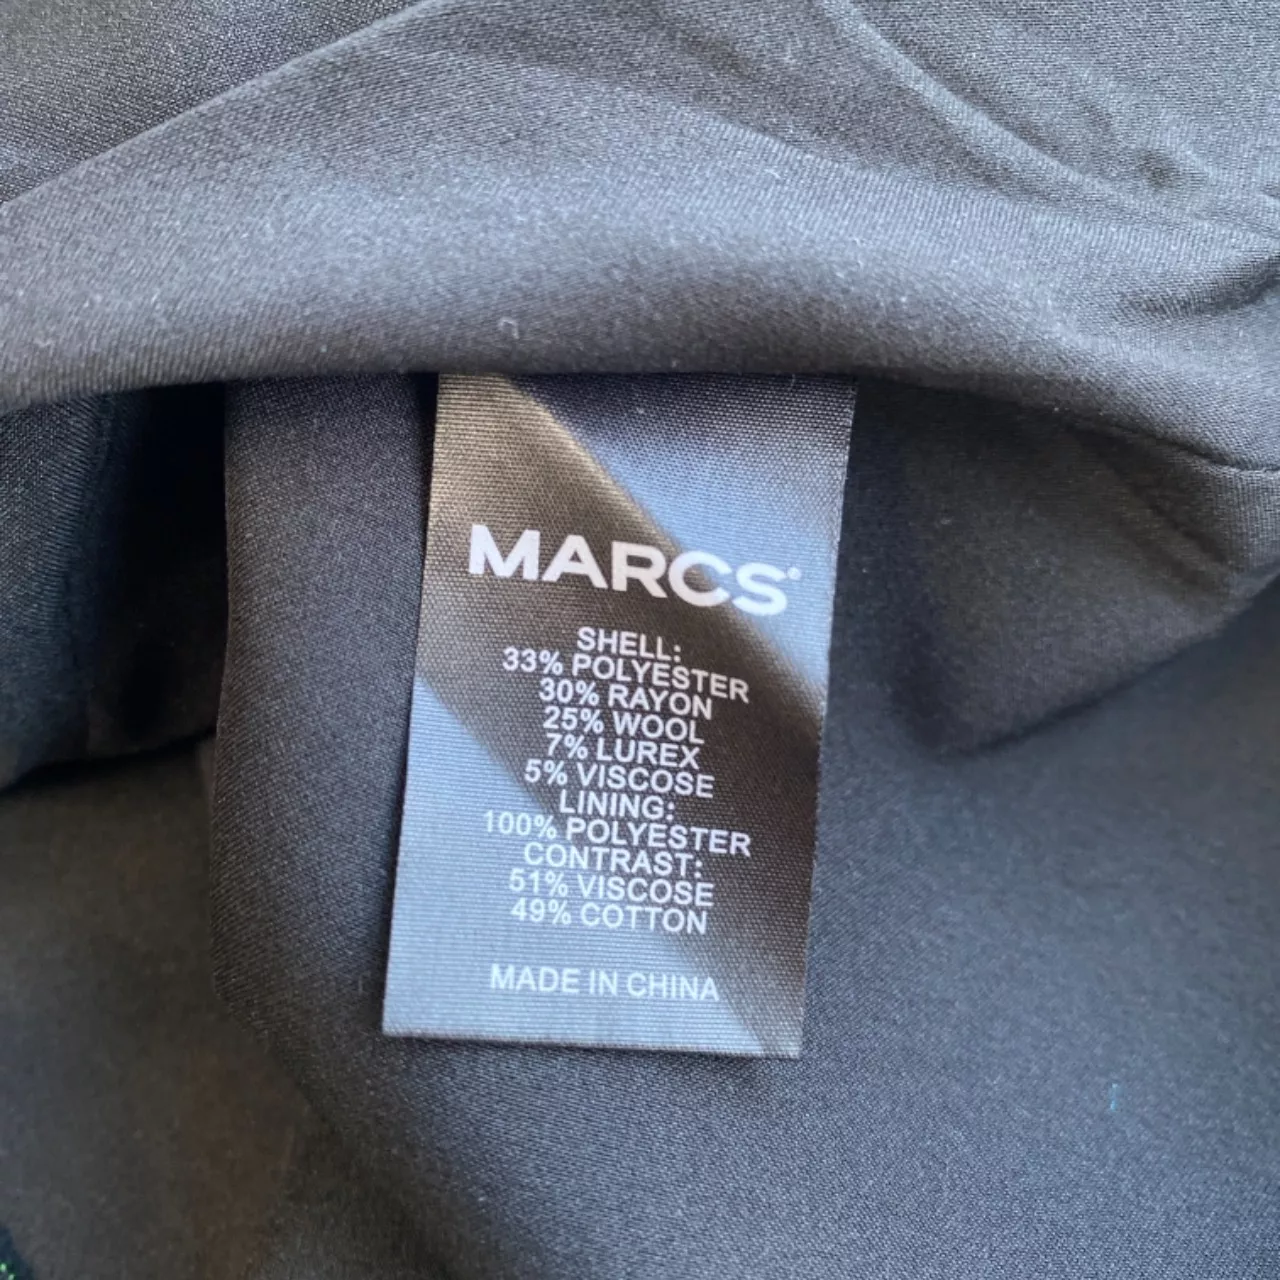 MARCS
SHELL:
33% POLYESTER
30% RAYON
25% WOOL
7% LUREX
5% VISCOSE
LINING:
100% POLYESTER
CONTRAST:
51% VISCOSE
49% COTTON
MADE IN CHINA